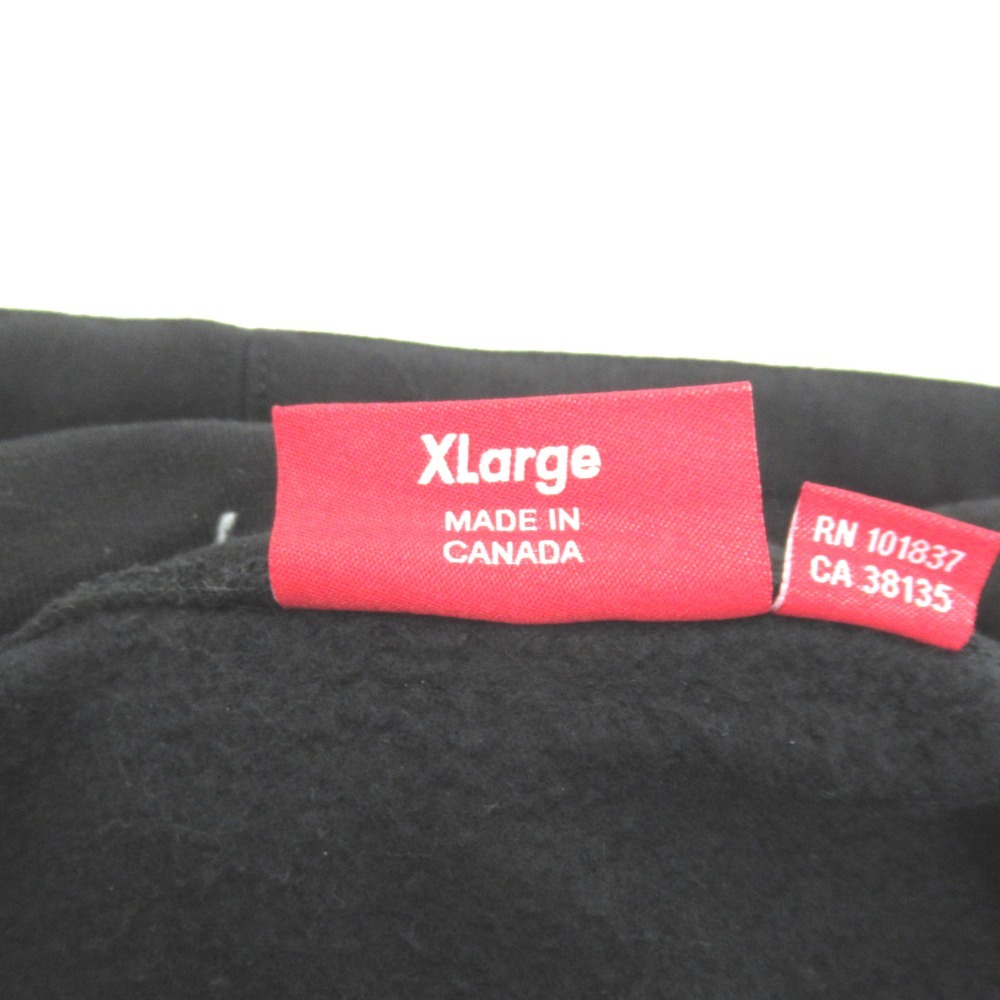 XLarge
MADE IN
CANADA
RN 101837
CA 38135